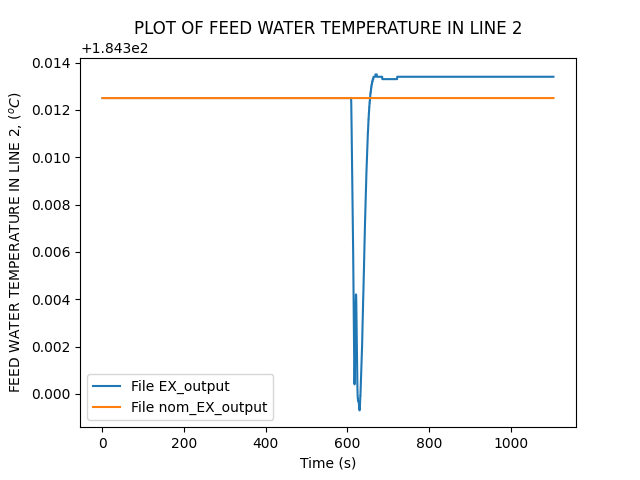 PLOT OF FEED WATER TEMPERATURE IN LINE 2
+1.843e2
0.014
0.012
0.010
0.008
0.006
0.004
0.002
0.000
FEED WATER TEMPERATURE IN LINE 2, (°C)
File EX_output
File nom_EX_output
0 200 400 600 800 1000
Time (s)